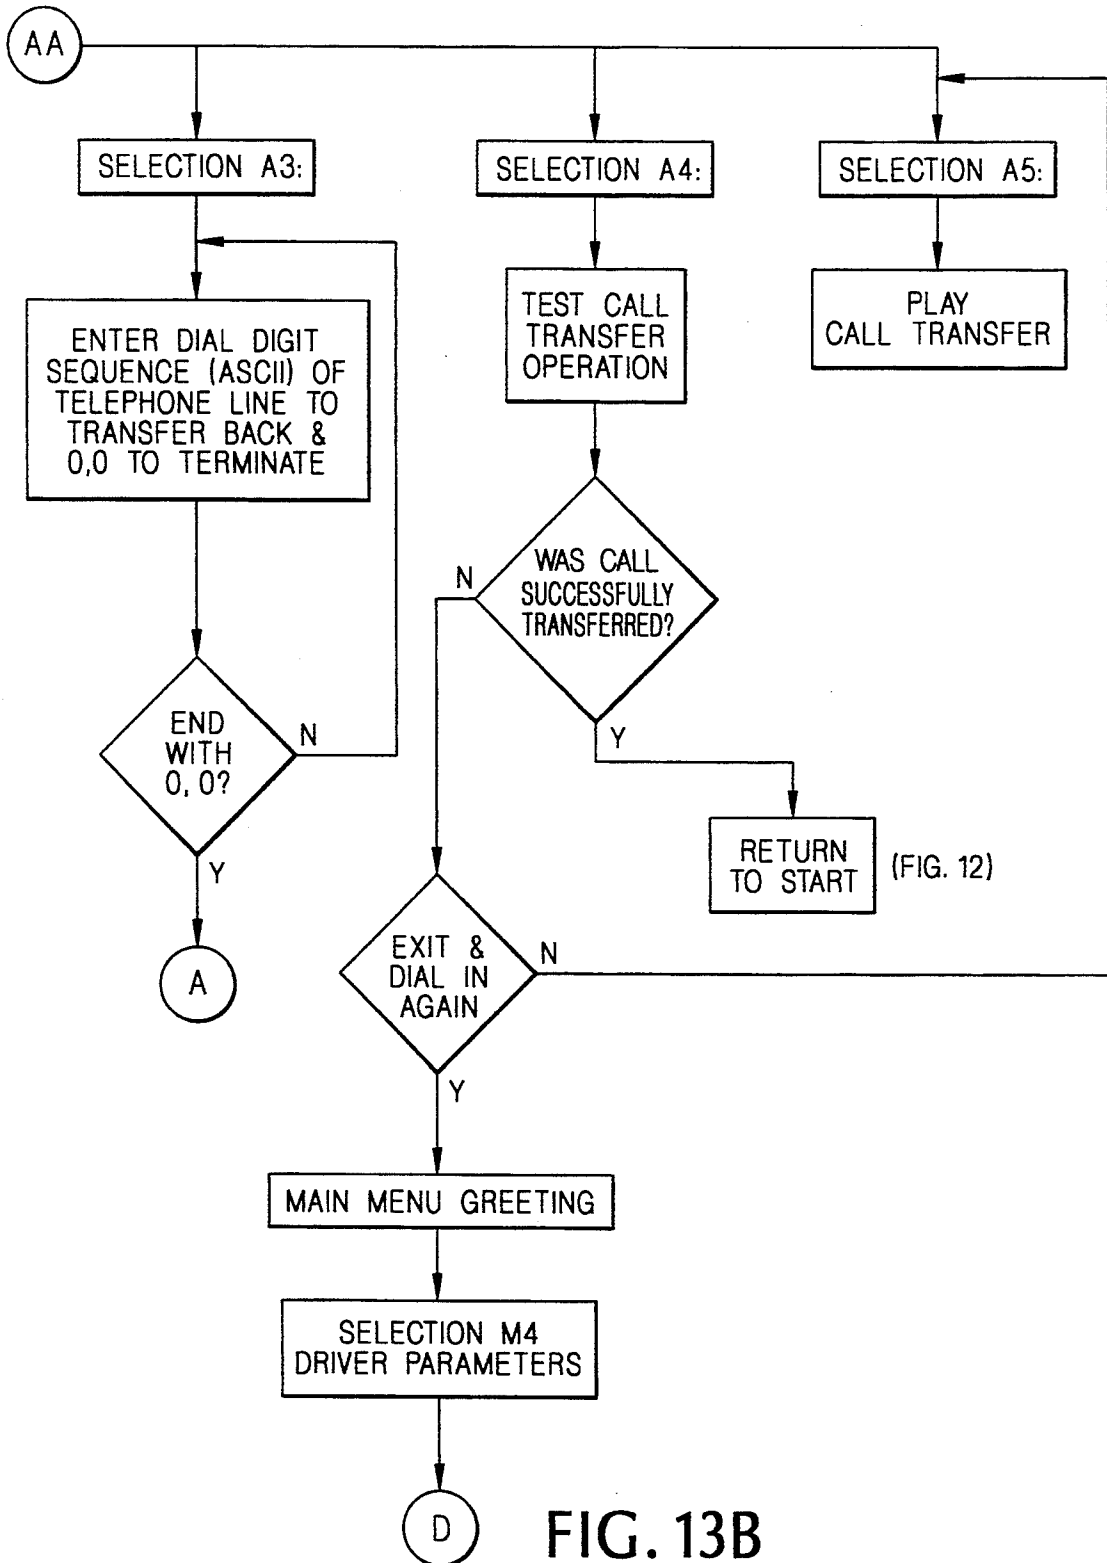 AA
SELECTION A3:
SELECTION A4:
SELECTION A5:
ENTER DIAL DIGIT
SEQUENCE (ASCII) OF
TELEPHONE LINE TO
TRANSFER BACK &
0,0 TO TERMINATE
TEST CALL
TRANSFER
OPERATION
PLAY
CALL TRANSFER
WAS CALL
SUCCESSFULLY
TRANSFERRED?
N
Y
END
WITH
0, 0?
N
Y
A
RETURN
TO START
(FIG. 12)
EXIT &
DIAL IN
AGAIN
N
Y
MAIN MENU GREETING
SELECTION M4
DRIVER PARAMETERS
D
FIG. 13B